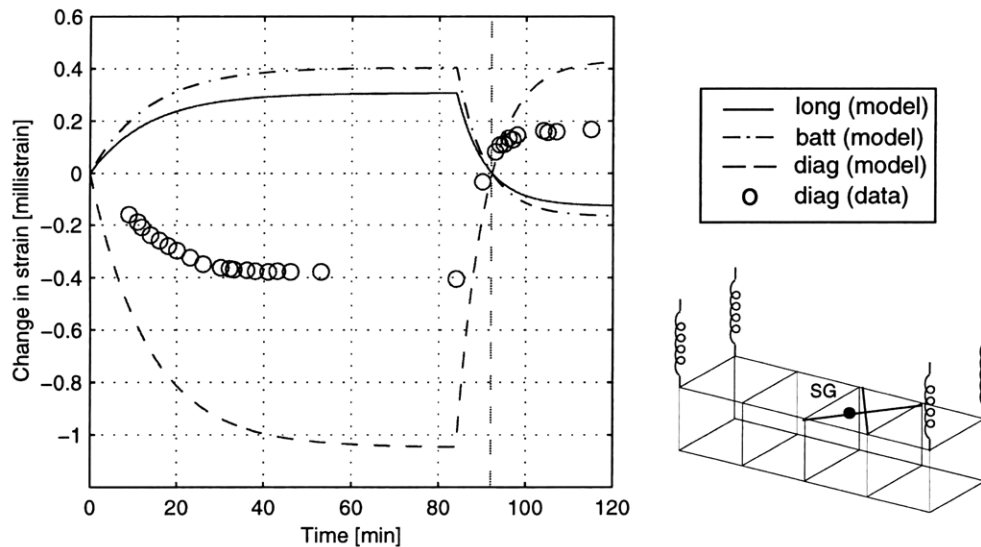 Change in strain [millistrain]
0.6
0.4
0.2
0
-0.2
-0.4
-0.6
-0.8
-1
0 20 40 60 80 100 120
Time [min]
long (model)
batt (model)
diag (model)
diag (data)
SG